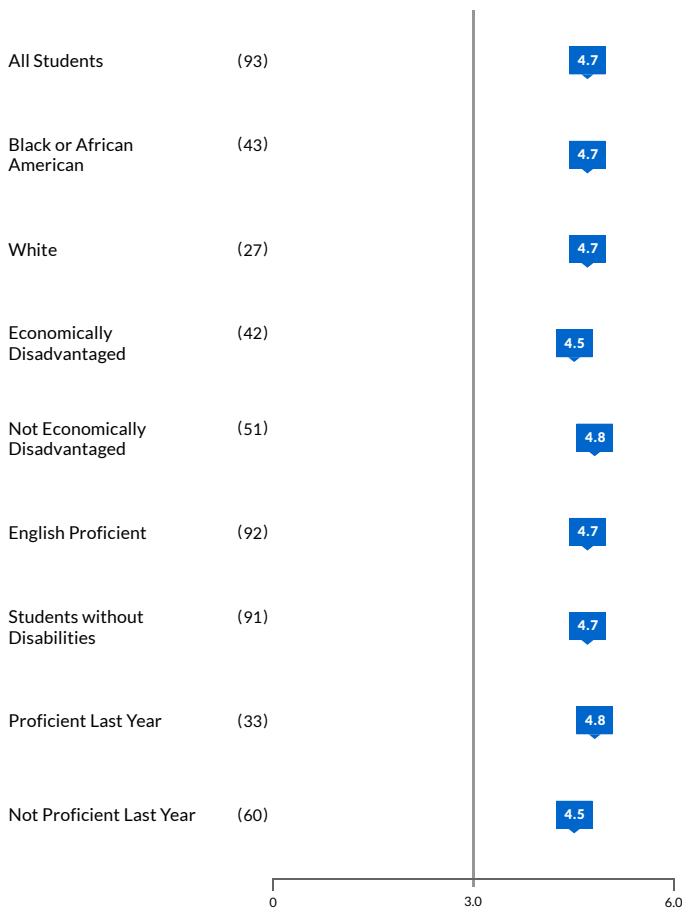 All Students (93) 4.7
Black or African (43) 4.7
American
White (27) 4.7
Economically (42) 4.5
Disadvantaged
Not Economically (51) 4.8
Disadvantaged
English Proficient (92) 4.7
Students without (91) 4.7
Disabilities
Proficient Last Year (33) 4.8
Not Proficient Last Year (60) 4.5
0 3.0 6.0